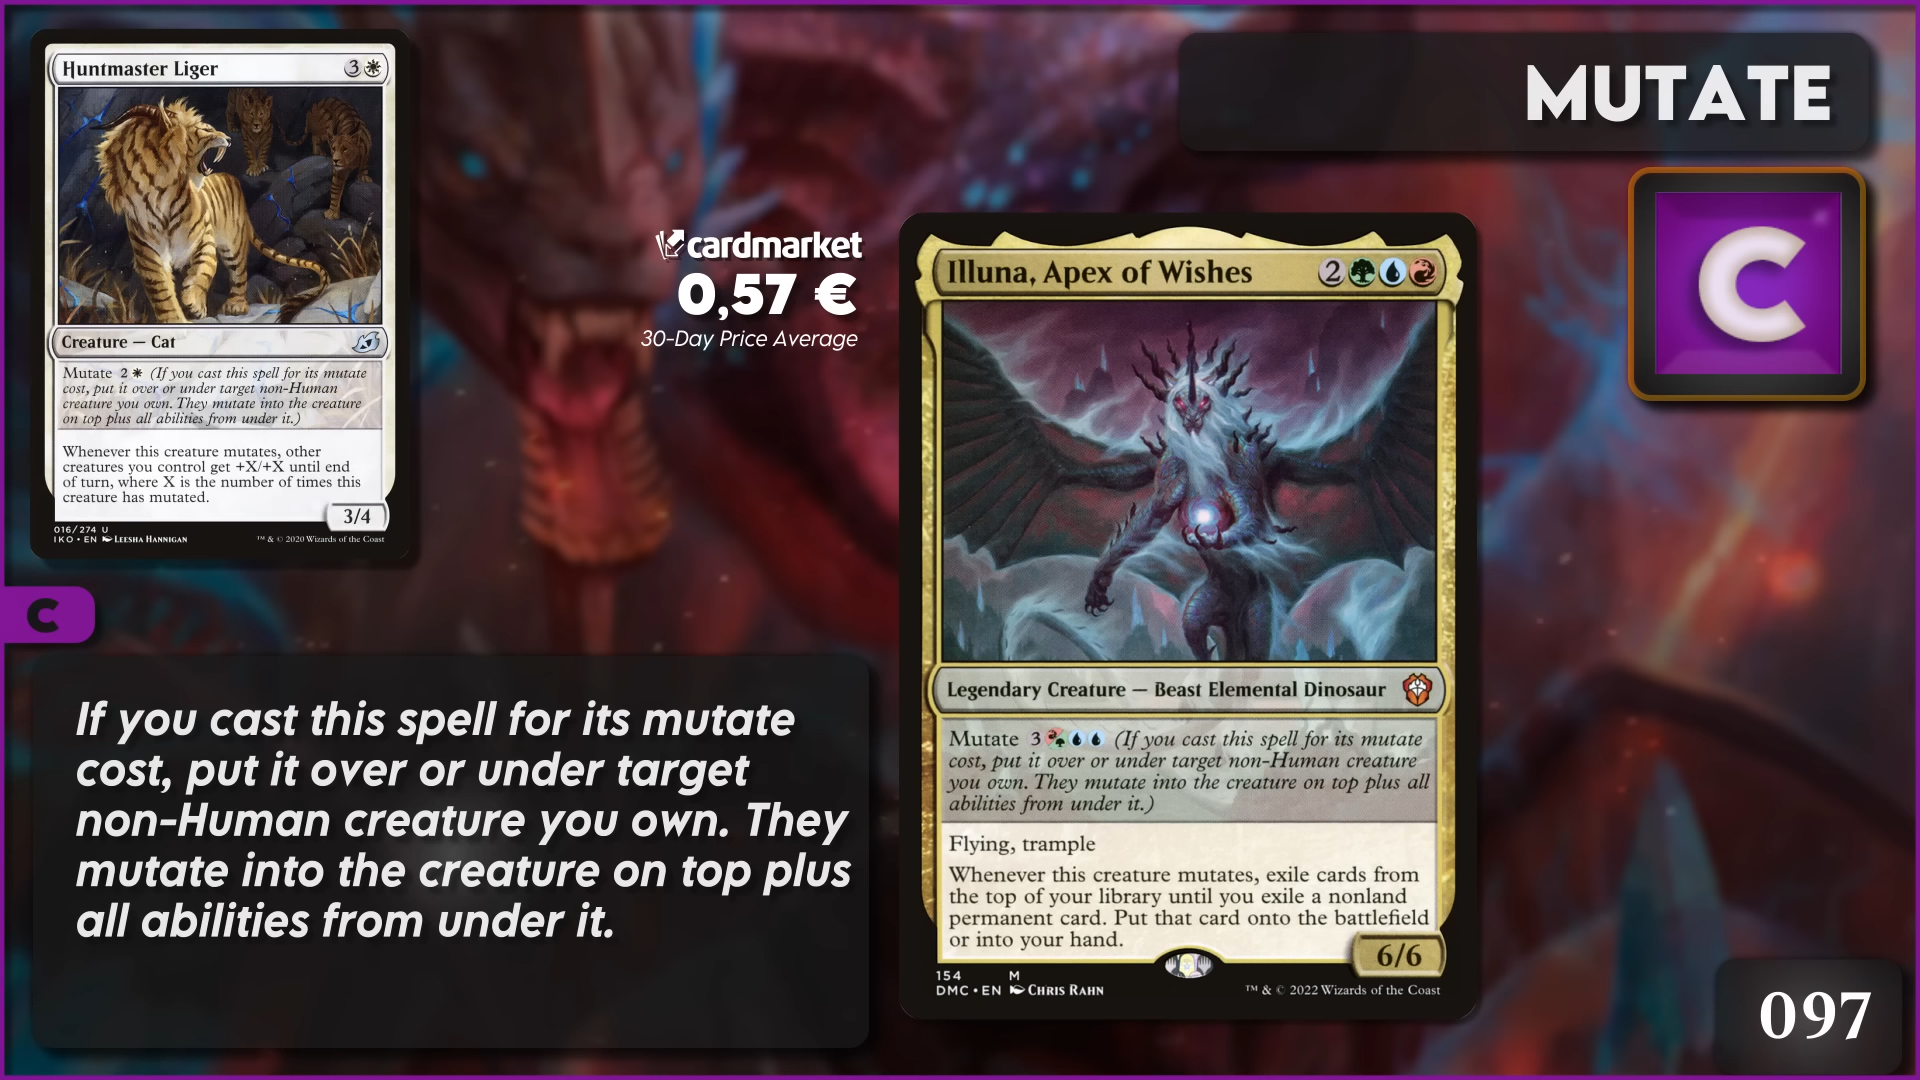 Huntmaster Liger 3
Creature — Cat
Mutate 2 (If you cast this spell for its mutate
cost, put it over or under target non-Human
creature you own. They mutate into the creature
on top plus all abilities from under it.)
Whenever this creature mutates, other
creatures you control get +X/+X until end
of turn, where X is the number of times this
creature has mutated.
3/4
016/274 U
IKO • EN Leesha Hannigan ™ & © 2020 Wizards of the Coast
MUTATE
C
cardmarket
0,57 €
30-Day Price Average
Illuna, Apex of Wishes 2
Legendary Creature — Beast Elemental Dinosaur
Mutate 3 (If you cast this spell for its mutate
cost, put it over or under target non-Human creature
you own. They mutate into the creature on top plus all
abilities from under it.)
Flying, trample
Whenever this creature mutates, exile cards from
the top of your library until you exile a nonland
permanent card. Put that card onto the battlefield
or into your hand.
6/6
154 M
DMC • EN Chris Rahn ™ & © 2022 Wizards of the Coast
C
If you cast this spell for its mutate
cost, put it over or under target
non-Human creature you own. They
mutate into the creature on top plus
all abilities from under it.
097